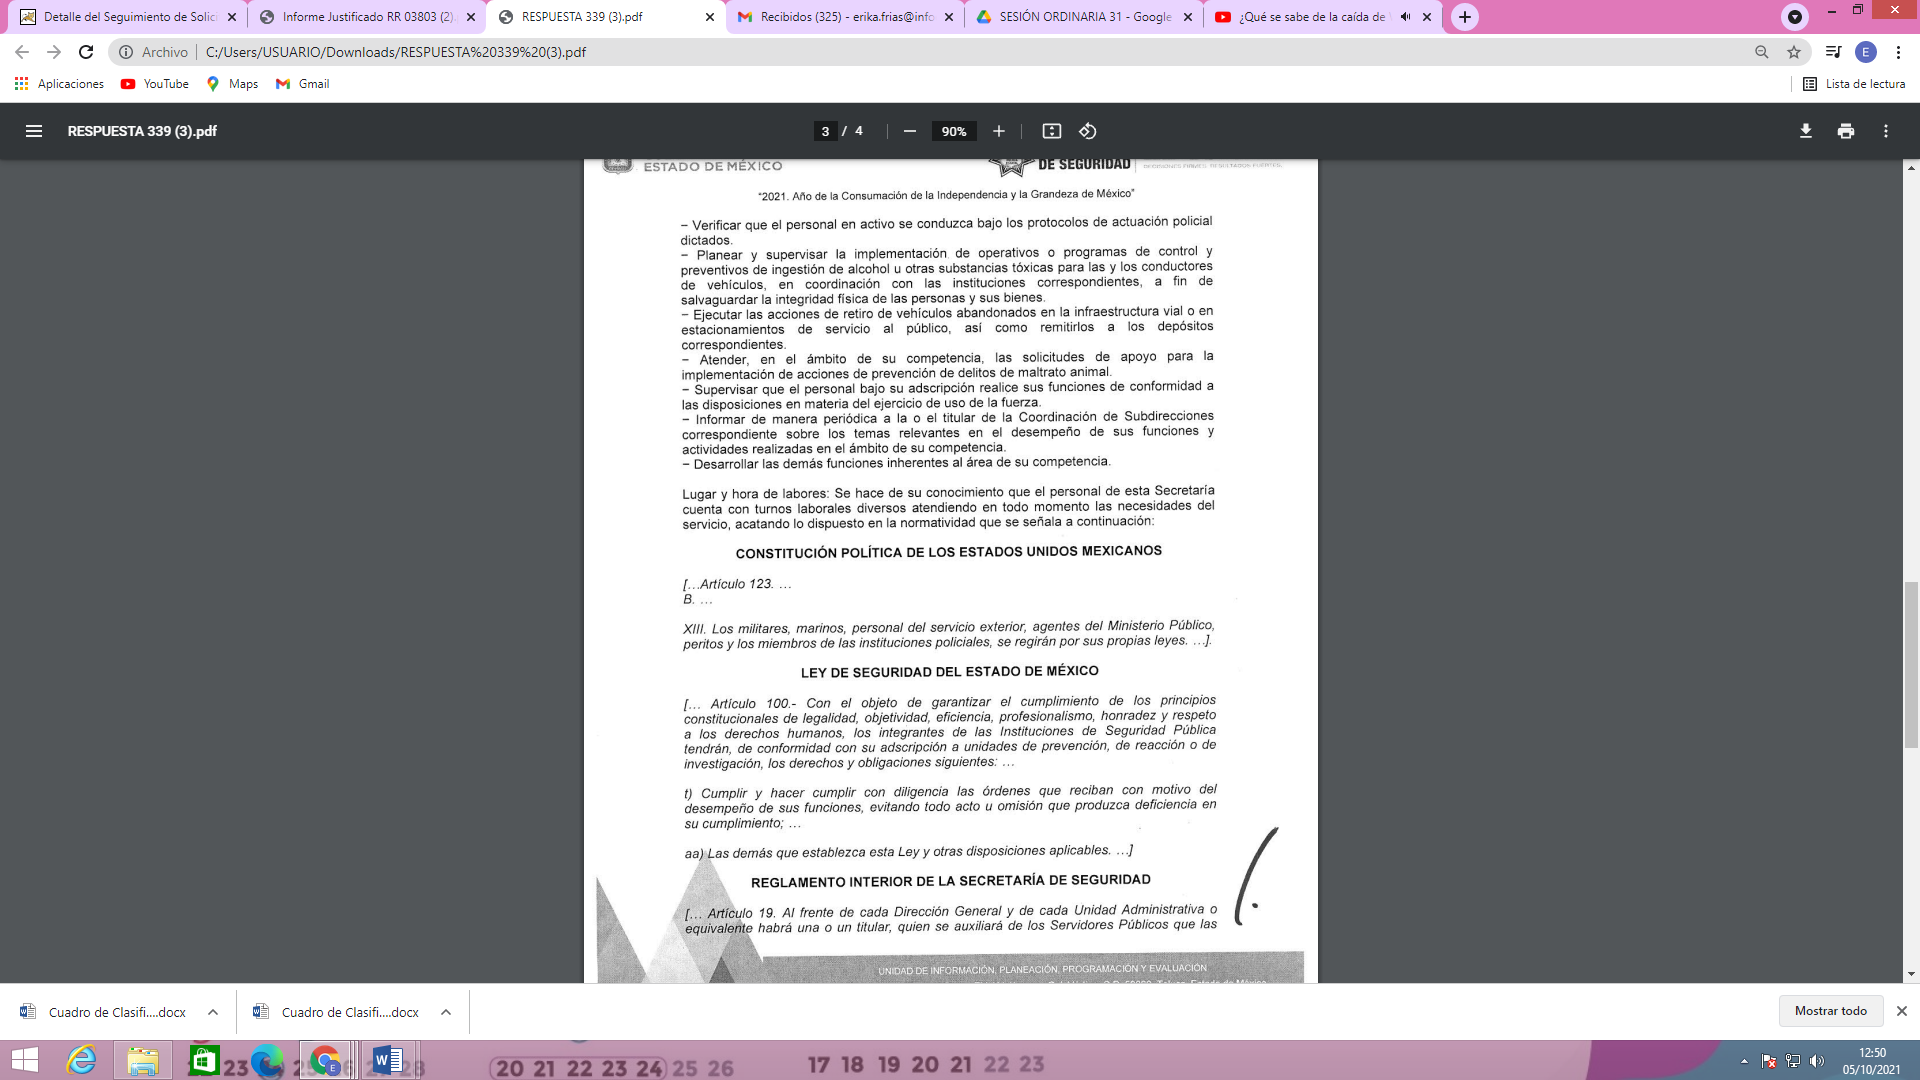 Detalle del Seguimiento de Solici
Informe Justificado RR 03803 (2).
RESPUESTA 339 (3).pdf
Recibidos (325) - erika.frias@info
SESIÓN ORDINARIA 31 - Google
¿Qué se sabe de la caída de
Archivo
C:/Users/USUARIO/Downloads/RESPUESTA%20339%20(3).pdf
E
Aplicaciones
YouTube
Maps
Gmail
Lista de lectura
RESPUESTA 339 (3).pdf
3 / 4
90%
ESTADO DE MÉXICO
DE SEGURIDAD
"2021. Año de la Consumación de la Independencia y la Grandeza de México"
− Verificar que el personal en activo se conduzca bajo los protocolos de actuación policial
dictados.
− Planear y supervisar la implementación de operativos o programas de control y
preventivos de ingestión de alcohol u otras substancias tóxicas para las y los conductores
de vehículos, en coordinación con las instituciones correspondientes, a fin de
salvaguardar la integridad física de las personas y sus bienes.
− Ejecutar las acciones de retiro de vehículos abandonados en la infraestructura vial o en
estacionamientos de servicio al público, así como remitirlos a los depósitos
correspondientes.
− Atender, en el ámbito de su competencia, las solicitudes de apoyo para la
implementación de acciones de prevención de delitos de maltrato animal.
− Supervisar que el personal bajo su adscripción realice sus funciones de conformidad a
las disposiciones en materia del ejercicio de uso de la fuerza.
− Informar de manera periódica a la o el titular de la Coordinación de Subdirecciones
correspondiente sobre los temas relevantes en el desempeño de sus funciones y
actividades realizadas en el ámbito de su competencia.
− Desarrollar las demás funciones inherentes al área de su competencia.
Lugar y hora de labores: Se hace de su conocimiento que el personal de esta Secretaría
cuenta con turnos laborales diversos atendiendo en todo momento las necesidades del
servicio, acatando lo dispuesto en la normatividad que se señala a continuación:
CONSTITUCIÓN POLÍTICA DE LOS ESTADOS UNIDOS MEXICANOS
[…Artículo 123. …
B. …
XIII. Los militares, marinos, personal del servicio exterior, agentes del Ministerio Público,
peritos y los miembros de las instituciones policiales, se regirán por sus propias leyes. …].
LEY DE SEGURIDAD DEL ESTADO DE MÉXICO
[… Artículo 100.- Con el objeto de garantizar el cumplimiento de los principios
constitucionales de legalidad, objetividad, eficiencia, profesionalismo, honradez y respeto
a los derechos humanos, los integrantes de las Instituciones de Seguridad Pública
tendrán, de conformidad con su adscripción a unidades de prevención, de reacción o de
investigación, los derechos y obligaciones siguientes: …
t) Cumplir y hacer cumplir con diligencia las órdenes que reciban con motivo del
desempeño de sus funciones, evitando todo acto u omisión que produzca deficiencia en
su cumplimiento; …
aa) Las demás que establezca esta Ley y otras disposiciones aplicables. …]
REGLAMENTO INTERIOR DE LA SECRETARÍA DE SEGURIDAD
[… Artículo 19. Al frente de cada Dirección General y de cada Unidad Administrativa o
equivalente habrá una o un titular, quien se auxiliará de los Servidores Públicos que las
UNIDAD DE INFORMACIÓN, PLANEACIÓN, PROGRAMACIÓN Y EVALUACIÓN
Cuadro de Clasifi....docx
Cuadro de Clasifi....docx
Mostrar todo
23
20 21 22 23 24 25 26
17 18 19 20 21 22 23
12:50
05/10/2021